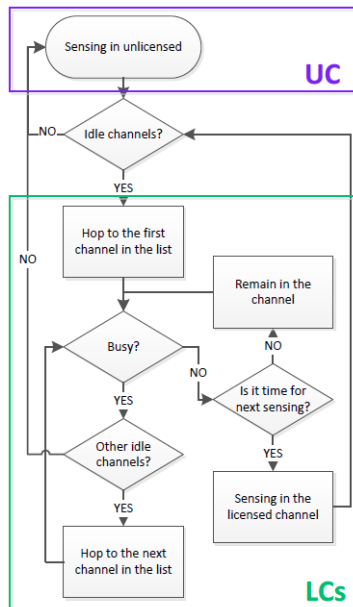 Sensing in unlicensed
UC
Idle channels?
NO
YES
Hop to the first
channel in the list
NO
Remain in the
channel
Busy?
NO
NO
Is it time for
next sensing?
YES
YES
Other idle
channels?
Sensing in the
licensed channel
YES
Hop to the next
channel in the list
LCs